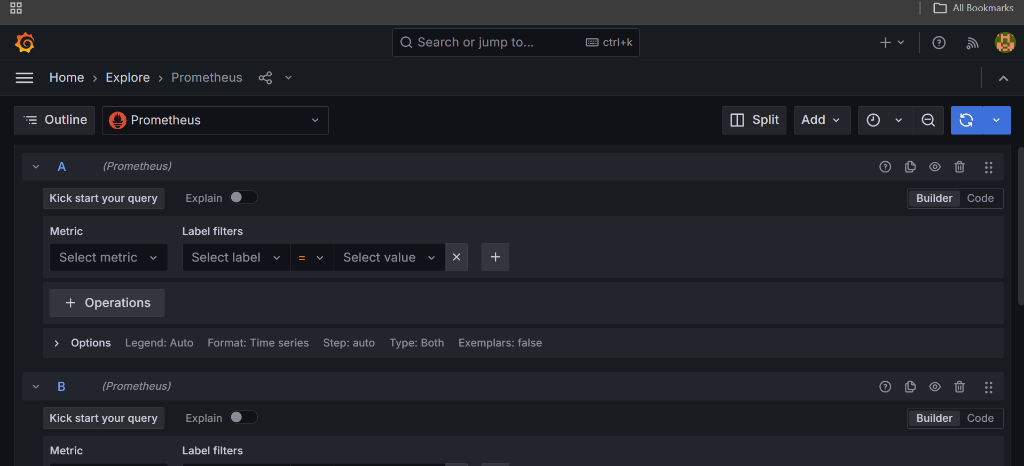 All Bookmarks
Search or jump to... ctrl+k
Home › Explore › Prometheus
Outline Prometheus Split Add
A (Prometheus)
Kick start your query Explain Builder Code
Metric Label filters
Select metric Select label = Select value
+ Operations
Options Legend: Auto Format: Time series Step: auto Type: Both Exemplars: false
B (Prometheus)
Kick start your query Explain Builder Code
Metric Label filters